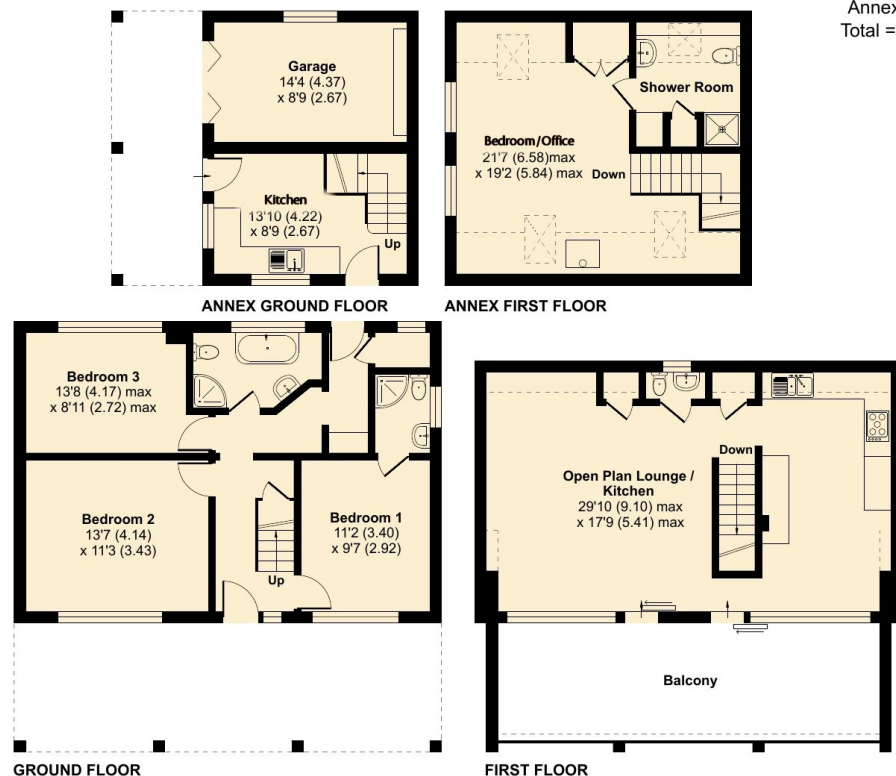 Annex
Total =
Garage
14'4 (4.37)
x 8'9 (2.67)
Kitchen
13'10 (4.22)
x 8'9 (2.67)
Up
ANNEX GROUND FLOOR
Shower Room
Bedroom/Office
21'7 (6.58)max
x 19'2 (5.84) max
Down
ANNEX FIRST FLOOR
Bedroom 3
13'8 (4.17) max
x 8'11 (2.72) max
Bedroom 2
13'7 (4.14)
x 11'3 (3.43)
Bedroom 1
11'2 (3.40)
x 9'7 (2.92)
Up
GROUND FLOOR
Down
Open Plan Lounge /
Kitchen
29'10 (9.10) max
x 17'9 (5.41) max
Balcony
FIRST FLOOR